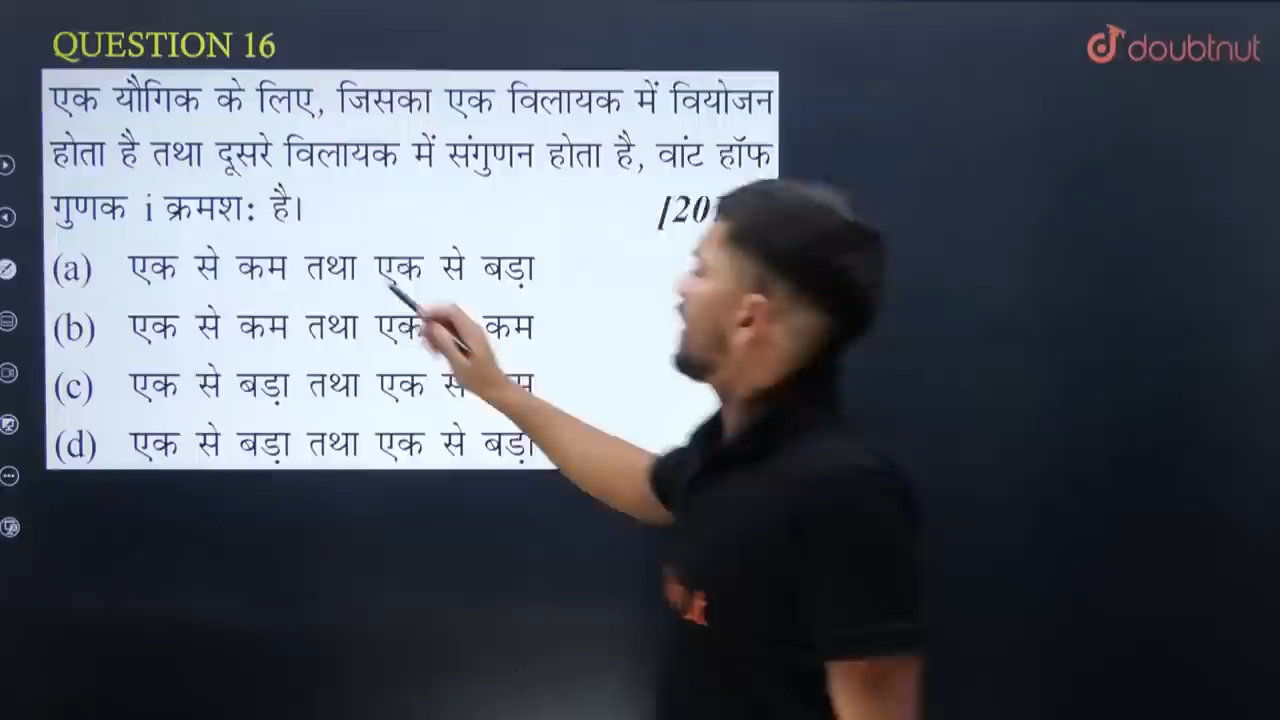 QUESTION 16
doubtnut
एक यौगिक के लिए, जिसका एक विलायक में वियोजन
होता है तथा दूसरे विलायक में संगुणन होता है, वांट हॉफ
गुणक i क्रमश: है।
(a) एक से कम तथा एक से बड़ा
(b) एक से कम तथा एक कम
(c) एक से बड़ा तथा एक से
(d) एक से बड़ा तथा एक से बड़ा